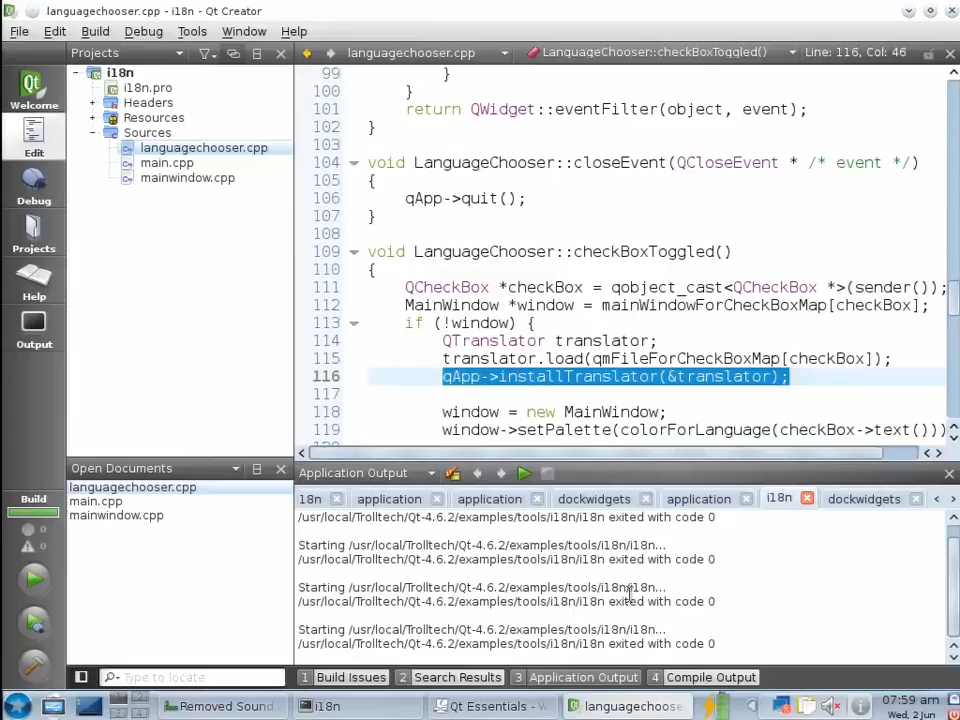 languagechooser.cpp - i18n - Qt Creator
File Edit Build Debug Tools Window Help
Projects languagechooser.cpp LanguageChooser::checkBoxToggled() Line: 116, Col: 46
Welcome
Edit
Debug
Projects
Help
Output
i18n
i18n.pro
Headers
Resources
Sources
languagechooser.cpp
main.cpp
mainwindow.cpp
99 }
100 }
101 return QWidget::eventFilter(object, event);
102 }
103
104 void LanguageChooser::closeEvent(QCloseEvent * /* event */)
105 {
106 qApp->quit();
107 }
108
109 void LanguageChooser::checkBoxToggled()
110 {
111 QCheckBox *checkBox = qobject_cast<QCheckBox *>(sender());
112 MainWindow *window = mainWindowForCheckBoxMap[checkBox];
113 if (!window) {
114 QTranslator translator;
115 translator.load(qmFileForCheckBoxMap[checkBox]);
116 qApp->installTranslator(&translator);
117
118 window = new MainWindow;
119 window->setPalette(colorForLanguage(checkBox->text()))
Open Documents
languagechooser.cpp
main.cpp
mainwindow.cpp
Build
0
0
Application Output
18n application application dockwidgets application i18n dockwidgets
/usr/local/Trolltech/Qt-4.6.2/examples/tools/i18n/i18n exited with code 0
Starting /usr/local/Trolltech/Qt-4.6.2/examples/tools/i18n/i18n...
/usr/local/Trolltech/Qt-4.6.2/examples/tools/i18n/i18n exited with code 0
Starting /usr/local/Trolltech/Qt-4.6.2/examples/tools/i18n/i18n...
/usr/local/Trolltech/Qt-4.6.2/examples/tools/i18n/i18n exited with code 0
Starting /usr/local/Trolltech/Qt-4.6.2/examples/tools/i18n/i18n...
/usr/local/Trolltech/Qt-4.6.2/examples/tools/i18n/i18n exited with code 0
Type to locate 1 Build Issues 2 Search Results 3 Application Output 4 Compile Output
Removed Sound i18n Qt Essentials - languagechoose 07:59 am
Wed, 2 Jun